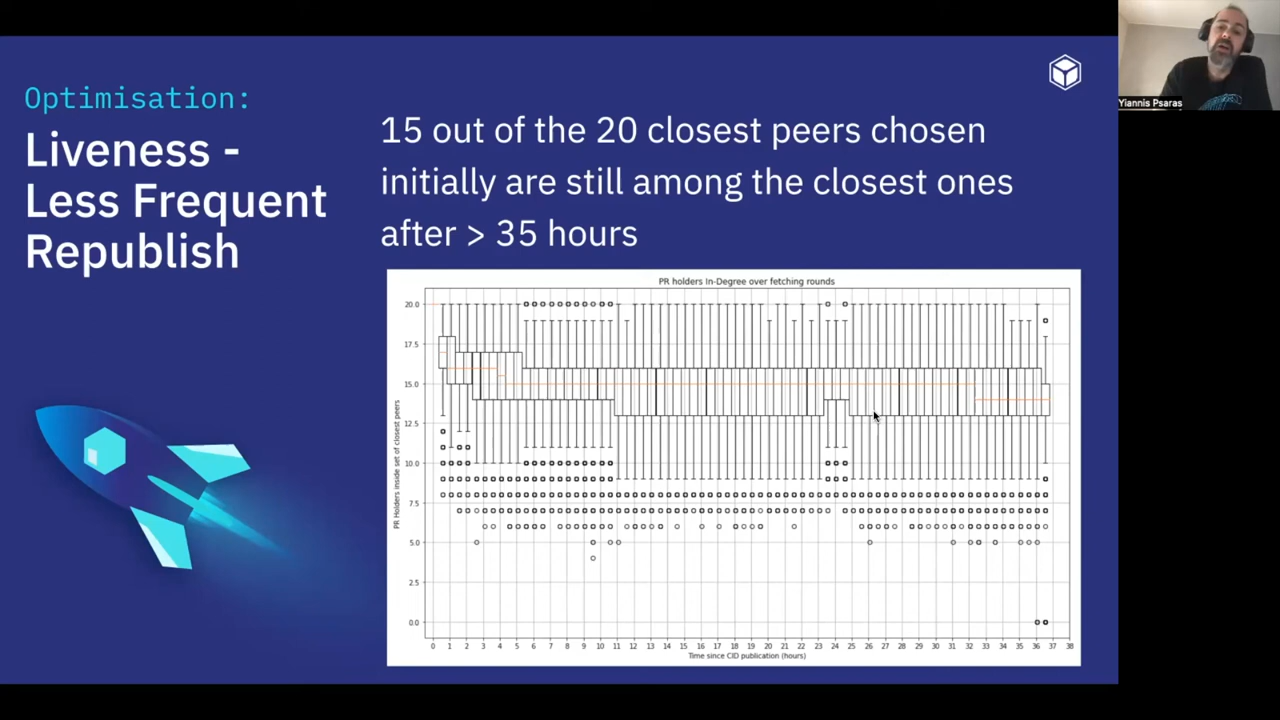 Optimisation:
Liveness -
Less Frequent
Republish
15 out of the 20 closest peers chosen
initially are still among the closest ones
after > 35 hours
PR holders In-Degree over fetching rounds
PR Holders inside set of closest peers
20.0
17.5
15.0
12.5
10.0
7.5
5.0
2.5
0.0
0 1 2 3 4 5 6 7 8 9 10 11 12 13 14 15 16 17 18 19 20 21 22 23 24 25 26 27 28 29 30 31 32 33 34 35 36 37 38
Time since CID publication (hours)
Yiannis Psaras